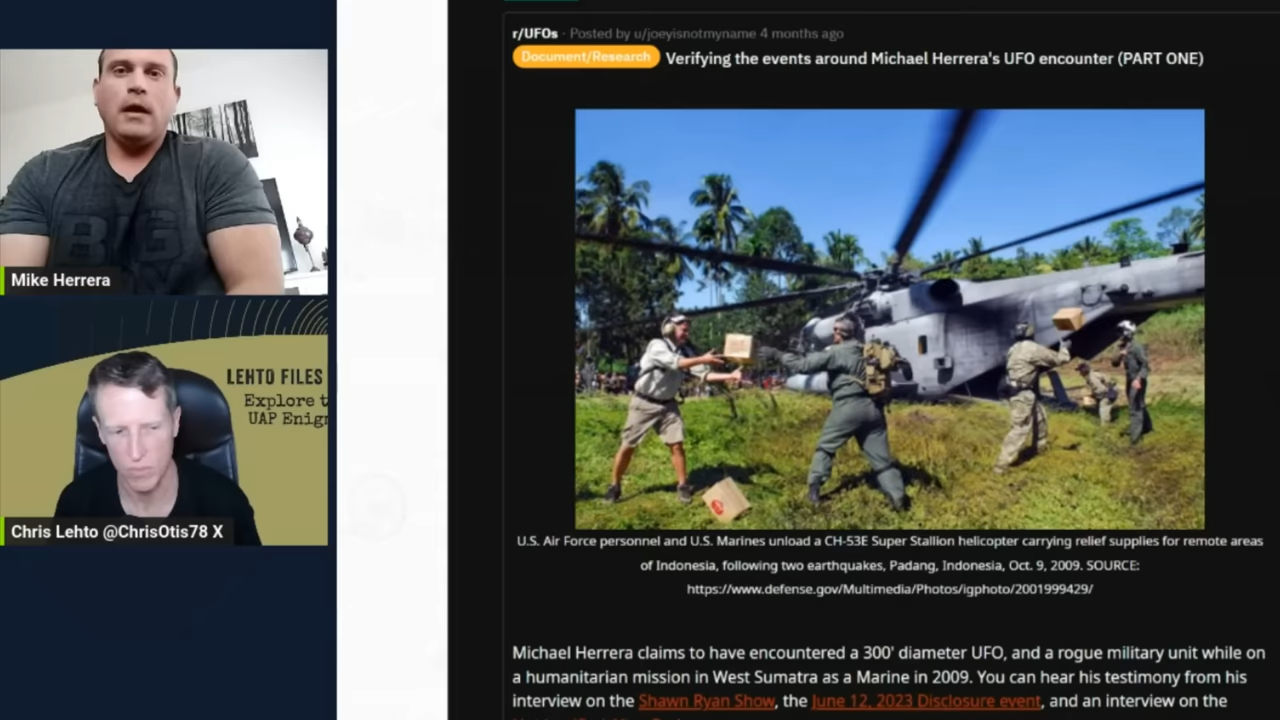 r/UFOs · Posted by u/joeyisnotmyname 4 months ago
Document/Research Verifying the events around Michael Herrera's UFO encounter (PART ONE)
BIG
Mike Herrera
LEHTO FILES
Explore t
UAP Enig
Chris Lehto @ChrisOtis78 X
U.S. Air Force personnel and U.S. Marines unload a CH-53E Super Stallion helicopter carrying relief supplies for remote areas
of Indonesia, following two earthquakes, Padang, Indonesia, Oct. 9, 2009. SOURCE:
https://www.defense.gov/Multimedia/Photos/igphoto/2001999429/
Michael Herrera claims to have encountered a 300' diameter UFO, and a rogue military unit while on
a humanitarian mission in West Sumatra as a Marine in 2009. You can hear his testimony from his
interview on the Shawn Ryan Show, the June 12, 2023 Disclosure event, and an interview on the